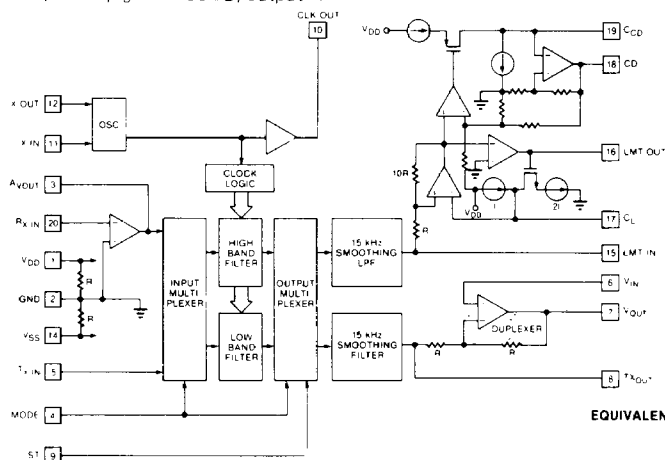 CLK OUT
10
VDD
19 CCD
18 CD
X OUT 12
OSC
X IN 11
16 LMT OUT
AVOUT 3
CLOCK
LOGIC
10R
RX IN 20
VDD
I
2I
17 CL
VDD 1
R
INPUT
MULTI
PLEXER
HIGH
BAND
FILTER
OUTPUT
MULTI
PLEXER
15 kHz
SMOOTHING
LPF
R
15 LMT IN
GND 2
R
6 VIN
VSS 14
LOW
BAND
FILTER
15 kHz
SMOOTHING
FILTER
DUPLEXER
7 VOUT
R
R
TX IN 5
8 TXOUT
MODE 4
EQUIVALEN
ST 9